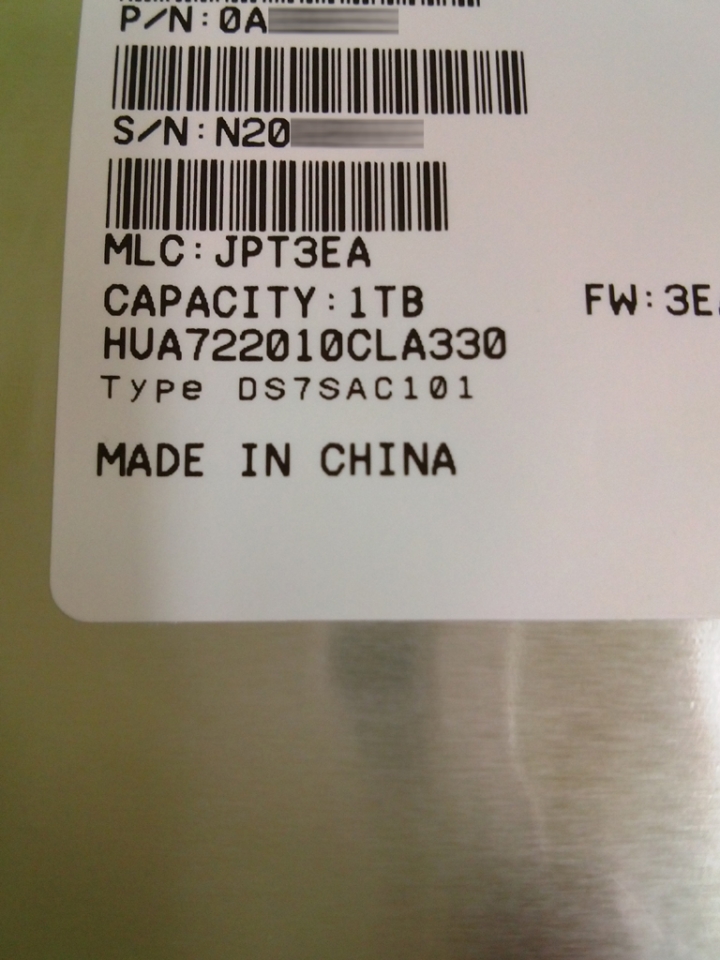 P/N:0A
S/N:N20
MLC:JPT3EA
CAPACITY:1TB FW:3E
HUA722010CLA330
Type DS7SAC101
MADE IN CHINA